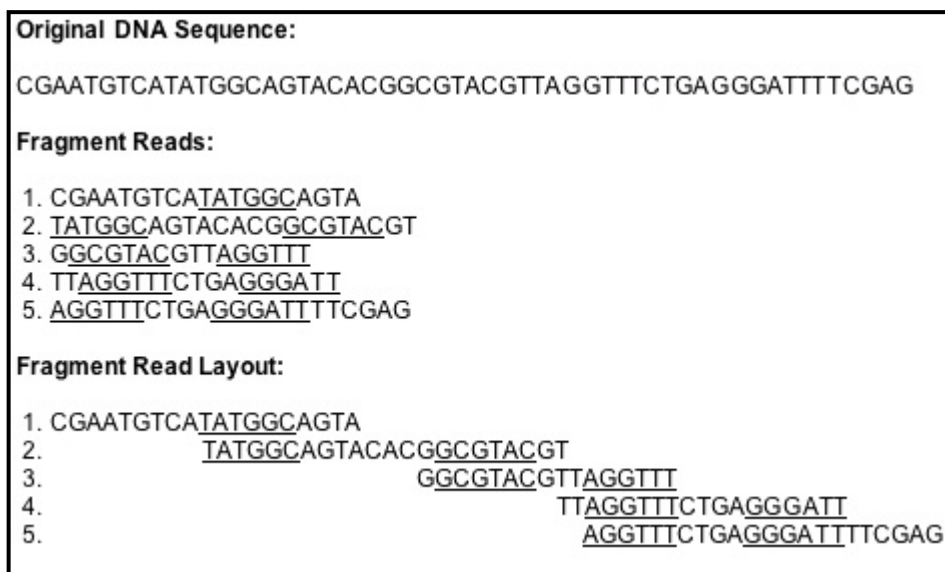 Original DNA Sequence:
CGAATGTCATATGGCAGTACACGGCGTACGTTAGGTTTCTGAGGGATTTTCGAG
Fragment Reads:
1. CGAATGTCATATGGCAGTA
2. TATGGCAGTACACGGCGTACGT
3. GGCGTACGTTAGGTTT
4. TTAGGTTTCTGAGGGATT
5. AGGTTTCTGAGGGATTTTCGAG
Fragment Read Layout:
1. CGAATGTCATATGGCAGTA
2. TATGGCAGTACACGGCGTACGT
3. GGCGTACGTTAGGTTT
4. TTAGGTTTCTGAGGGATT
5. AGGTTTCTGAGGGATTTTCGAG